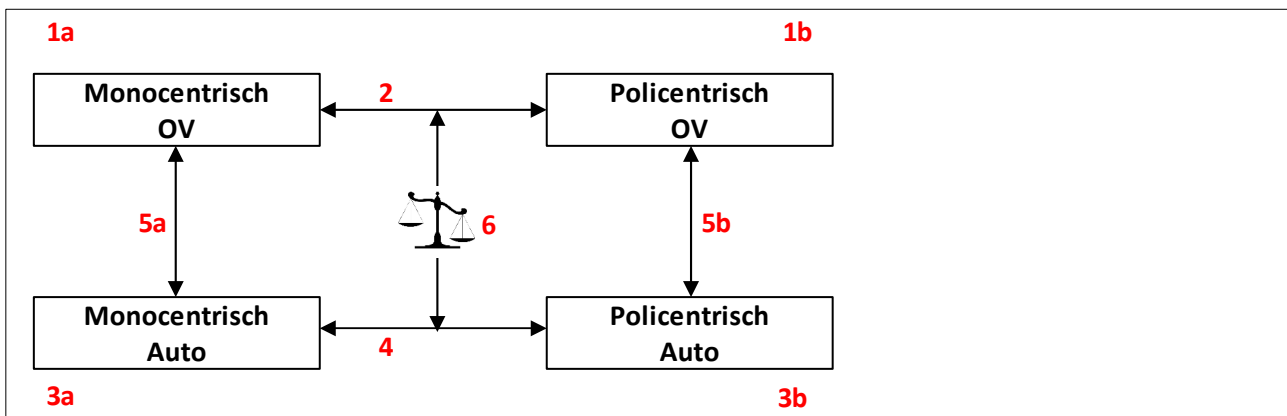 1a
1b
Monocentrisch
OV
2
Policentrisch
OV
5a
6
5b
Monocentrisch
Auto
4
Policentrisch
Auto
3a
3b